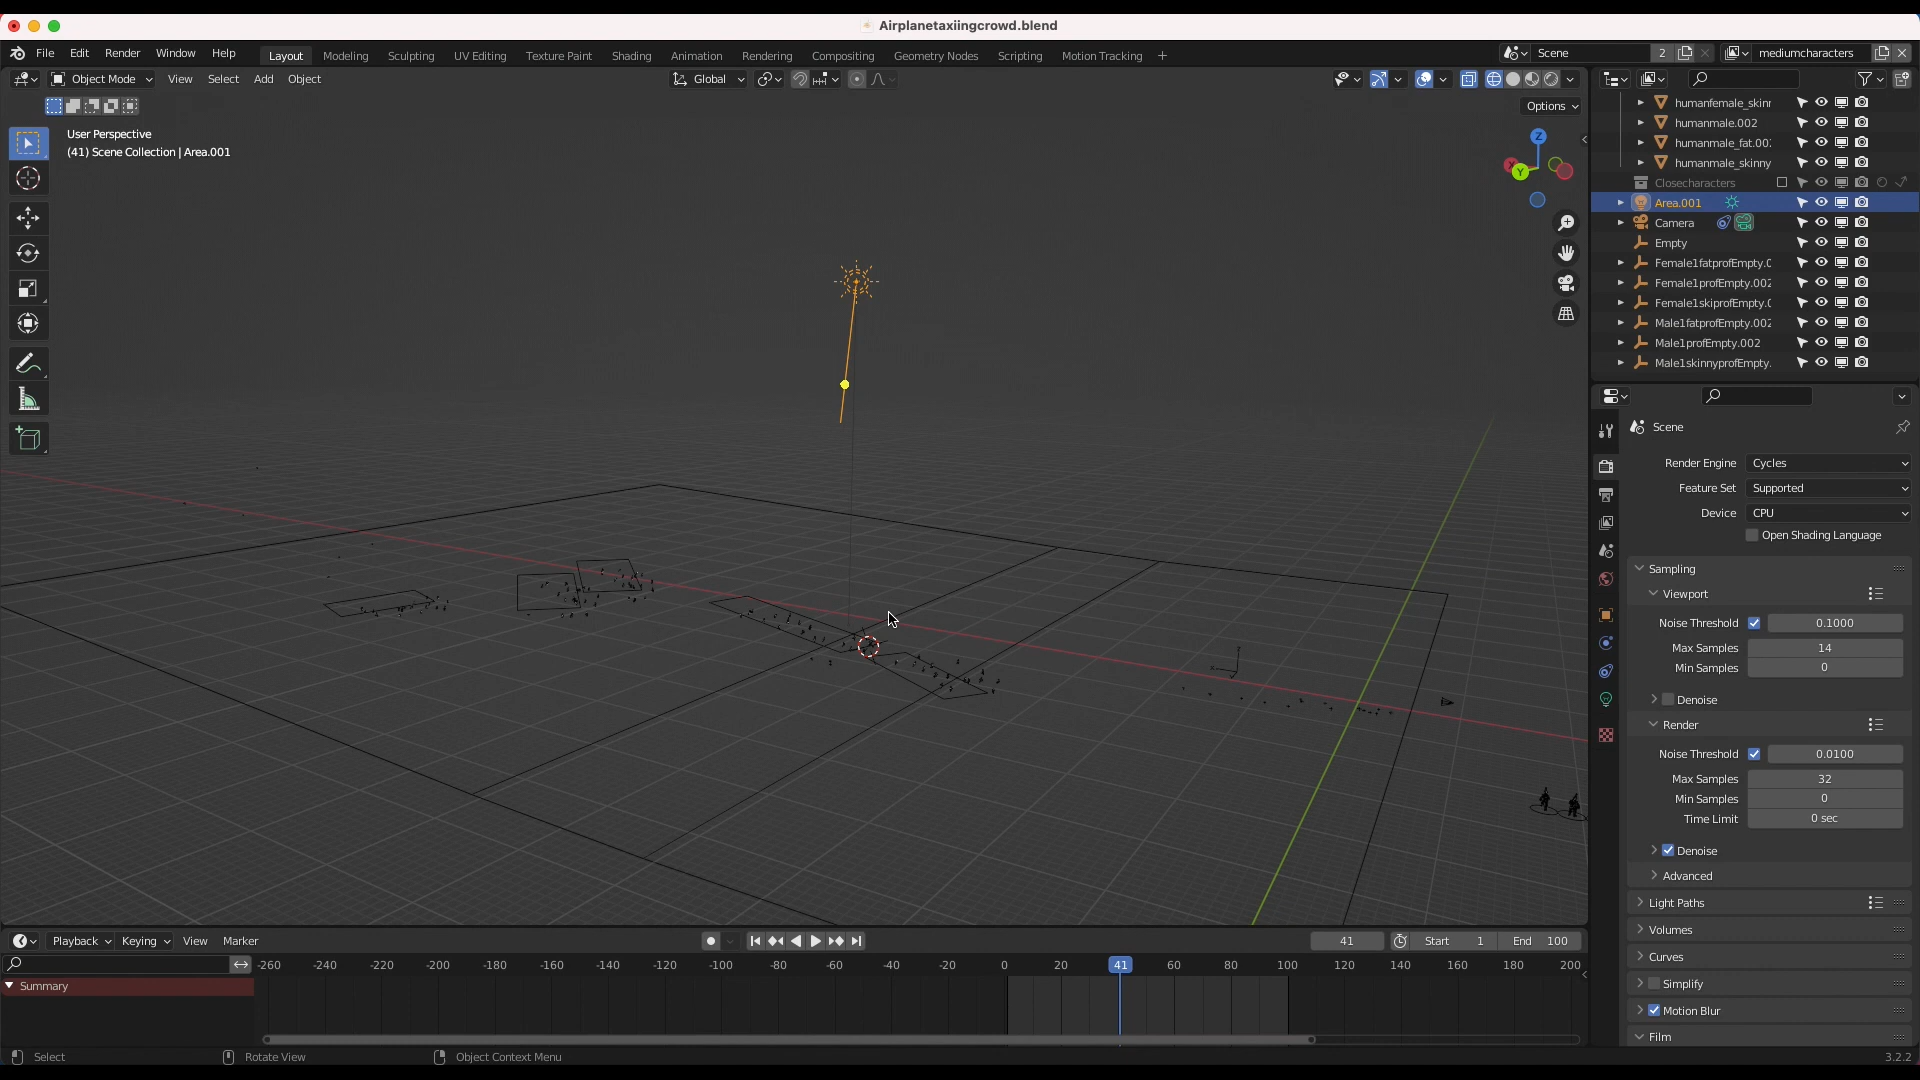 Airplanetaxiingcrowd.blend
File Edit Render Window Help Layout Modeling Sculpting UV Editing Texture Paint Shading Animation Rendering Compositing Geometry Nodes Scripting Motion Tracking + Scene 2 mediumcharacters
Object Mode View Select Add Object Global
Options
User Perspective
(41) Scene Collection | Area.001
Z
X
Y
humanfemale_skinr
humanmale.002
humanmale_fat.00
humanmale_skinny
Closecharacters
Area.001
Camera
Empty
Female1fatprofEmpty.0
Female1profEmpty.002
Female1skiprofEmpty.0
Male1fatprofEmpty.002
Male1profEmpty.002
Male1skinnyprofEmpty.
Scene
Render Engine Cycles
Feature Set Supported
Device CPU
Open Shading Language
Sampling
Viewport
Noise Threshold 0.1000
Max Samples 14
Min Samples 0
Denoise
Render
Noise Threshold 0.0100
Max Samples 32
Min Samples 0
Time Limit 0 sec
Denoise
Advanced
Light Paths
Volumes
Curves
Simplify
Motion Blur
Film
Playback Keying View Marker 41 Start 1 End 100
-260 -240 -220 -200 -180 -160 -140 -120 -100 -80 -60 -40 -20 0 20 41 60 80 100 120 140 160 180 200
Summary
Select Rotate View Object Context Menu 3.2.2